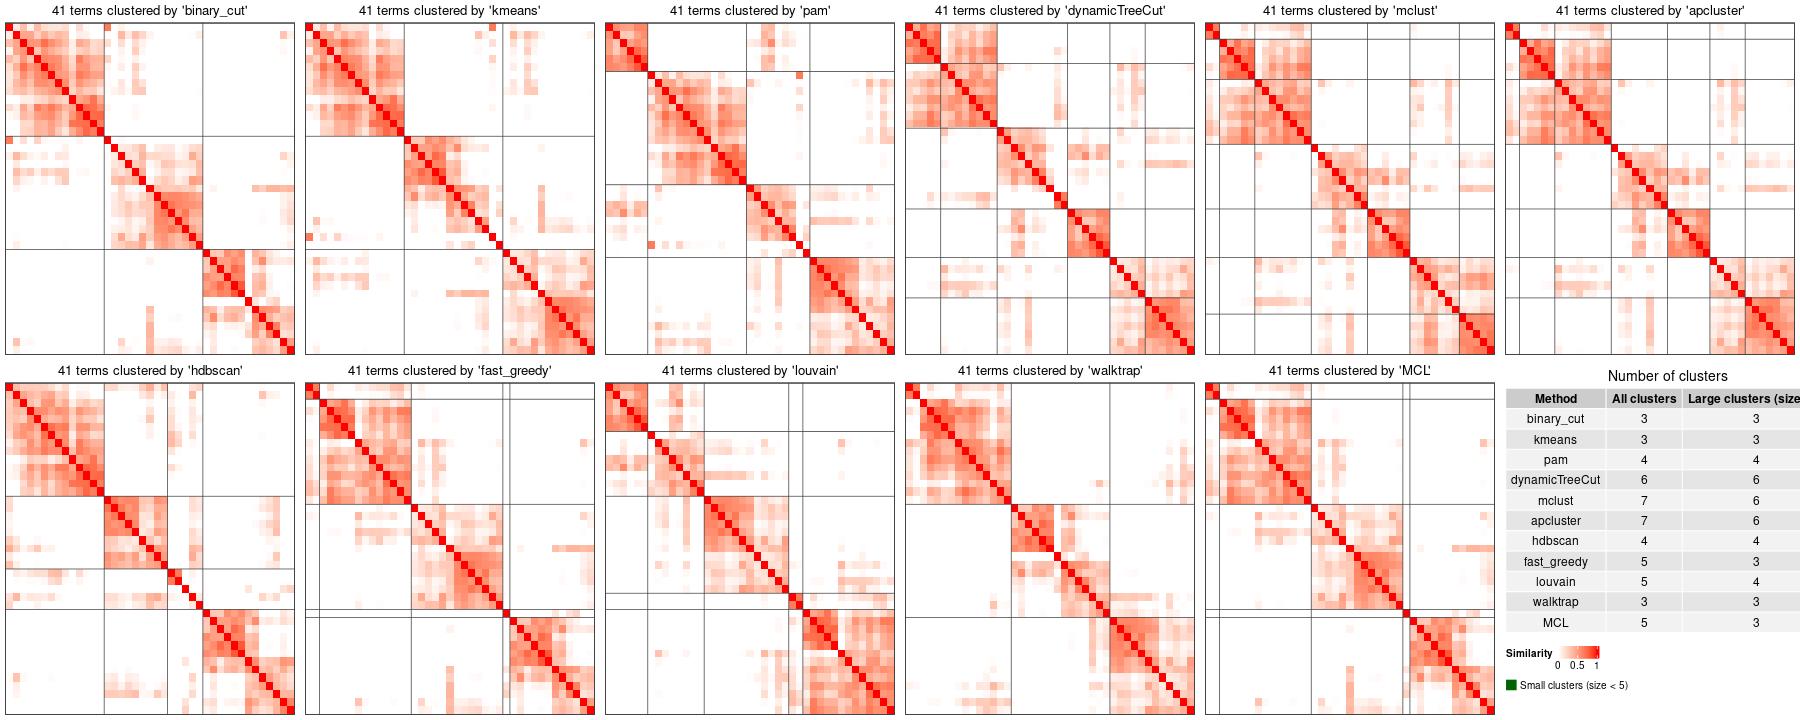 41 terms clustered by 'binary_cut'
41 terms clustered by 'kmeans'
41 terms clustered by 'pam'
41 terms clustered by 'dynamicTreeCut'
41 terms clustered by 'mclust'
41 terms clustered by 'apcluster'
41 terms clustered by 'hdbscan'
41 terms clustered by 'fast_greedy'
41 terms clustered by 'louvain'
41 terms clustered by 'walktrap'
41 terms clustered by 'MCL'
Number of clusters
Method All clusters Large clusters (size
binary_cut 3 3
kmeans 3 3
pam 4 4
dynamicTreeCut 6 6
mclust 7 6
apcluster 7 6
hdbscan 4 4
fast_greedy 5 3
louvain 5 4
walktrap 3 3
MCL 5 3
Similarity
0 0.5 1
Small clusters (size < 5)